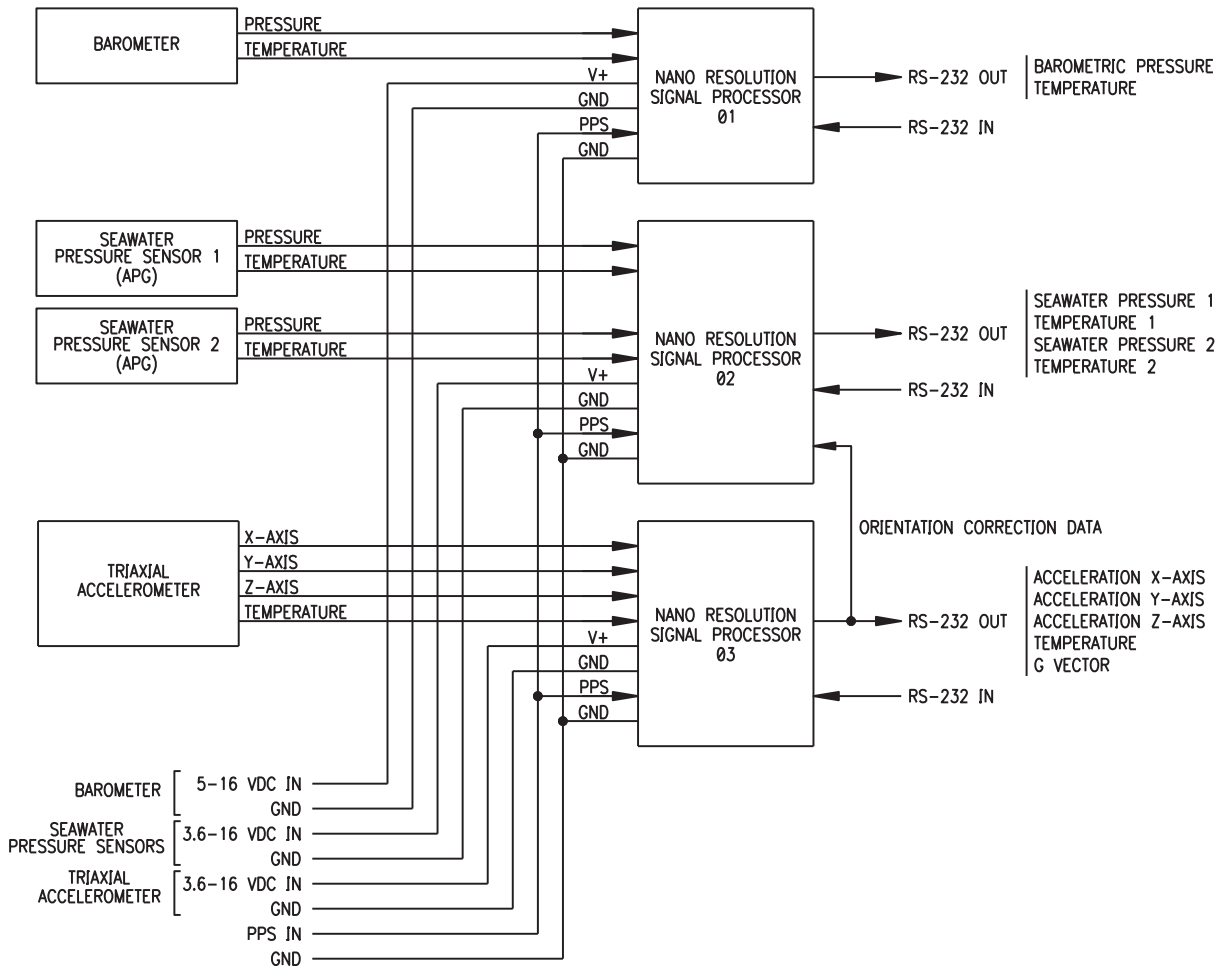 BAROMETER
PRESSURE
TEMPERATURE
V+
GND
PPS
GND
NANO RESOLUTION
SIGNAL PROCESSOR
01
RS-232 OUT
BAROMETRIC PRESSURE
TEMPERATURE
RS-232 IN
SEAWATER
PRESSURE SENSOR 1
(APG)
PRESSURE
TEMPERATURE
SEAWATER
PRESSURE SENSOR 2
(APG)
PRESSURE
TEMPERATURE
V+
GND
PPS
GND
NANO RESOLUTION
SIGNAL PROCESSOR
02
RS-232 OUT
SEAWATER PRESSURE 1
TEMPERATURE 1
SEAWATER PRESSURE 2
TEMPERATURE 2
RS-232 IN
ORIENTATION CORRECTION DATA
TRIAXIAL
ACCELEROMETER
X-AXIS
Y-AXIS
Z-AXIS
TEMPERATURE
V+
GND
PPS
GND
NANO RESOLUTION
SIGNAL PROCESSOR
03
RS-232 OUT
ACCELERATION X-AXIS
ACCELERATION Y-AXIS
ACCELERATION Z-AXIS
TEMPERATURE
G VECTOR
RS-232 IN
BAROMETER
5-16 VDC IN
GND
SEAWATER
PRESSURE SENSORS
3.6-16 VDC IN
GND
TRIAXIAL
ACCELEROMETER
3.6-16 VDC IN
GND
PPS IN
GND